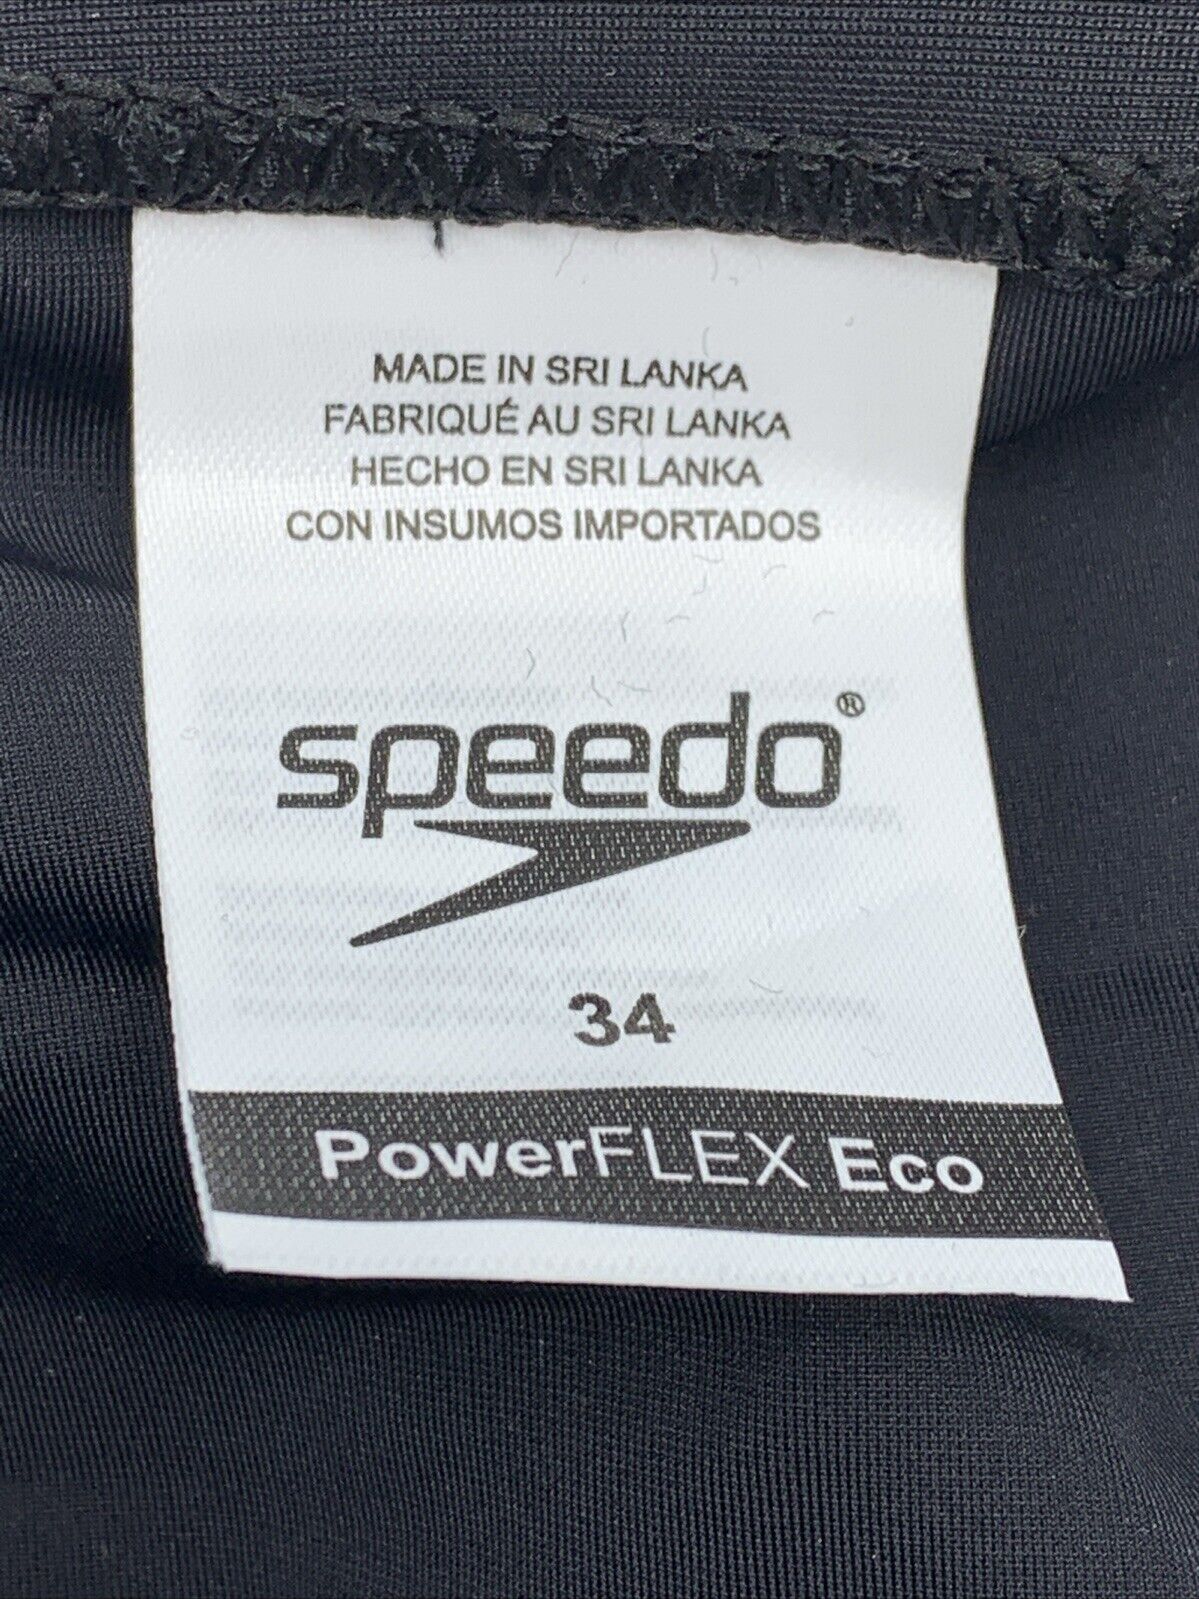 MADE IN SRI LANKA
FABRIQUÉ AU SRI LANKA
HECHO EN SRI LANKA
CON INSUMOS IMPORTADOS
speedo®
34
PowerFLEX Eco